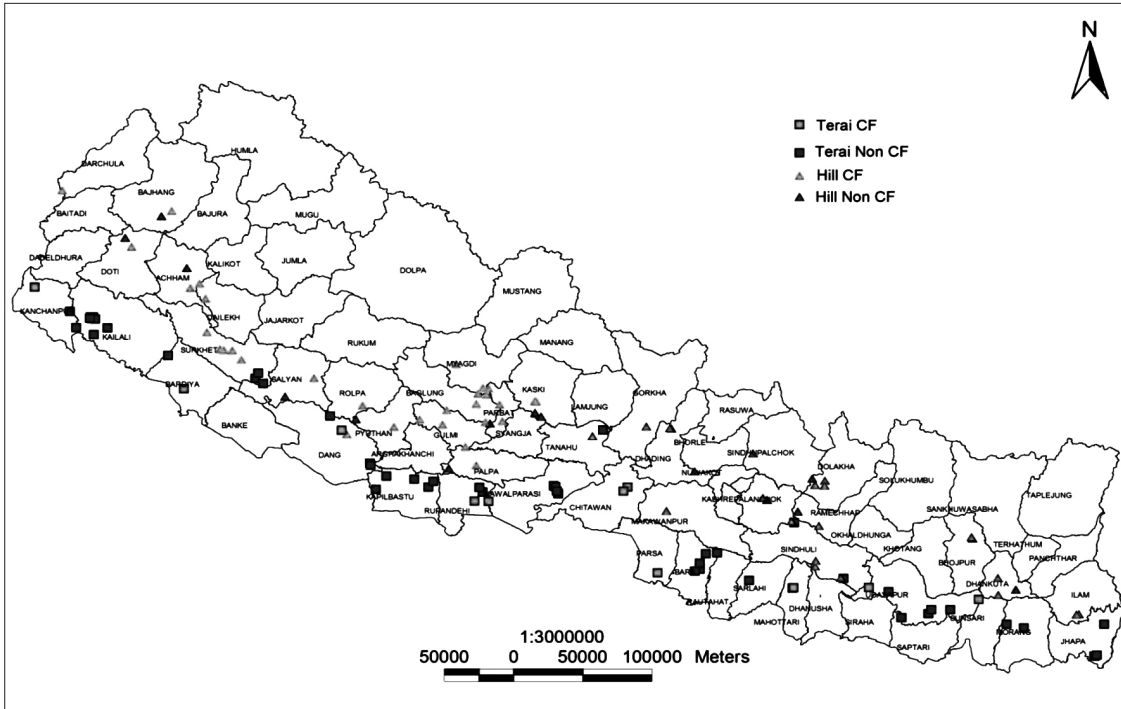 N
Terai CF
Terai Non CF
Hill CF
Hill Non CF
HUMLA
DARCHULA
BAJHANG
BAITADI
BAJURA
MUGU
DADELDHURA
DOTI
ACHHAM
KALIKOT
JUMLA
DOLPA
MUSTANG
KANCHANPUR
KAILALI
DAILEKH
JAJARKOT
RUKUM
MANANG
SURKHET
SALYAN
ROLPA
MYAGDI
BAGLUNG
KASKI
GORKHA
LAMJUNG
RASUWA
BARDIYA
BANKE
DANG
PYUTHAN
GULMI
PARBAT
SYANGJA
TANAHU
BHORLE
SINDHUPALCHOK
DHADING
NUWAKOT
DOLAKHA
SOLUKHUMBU
SANKHUWASABHA
TAPLEJUNG
PALPA
KAPILBASTU
RUPANDEHI
CHITAWAN
MAKAWANPUR
RAMECHHAP
OKHALDHUNGA
KHOTANG
BHOJPUR
TERHATHUM
PANCHTHAR
DHANKUTA
ILAM
SINDHULI
PARSA
SARLAHI
MAHOTTARI
DHANUSHA
SIRAHA
SAPTARI
SUNSARI
MORANG
JHAPA
1:3000000
50000 0 50000 100000 Meters